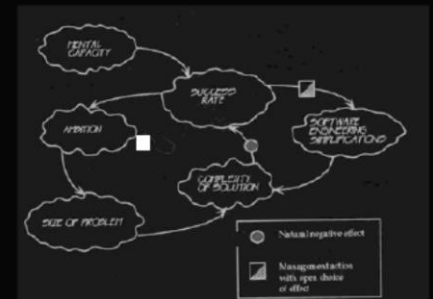 MENTAL
CAPACITY
SUCCESS
RATE
AMBITION
SOFTWARE
ENGINEERING
SIMPLIFICATIONS
COMPLEXITY
OF SOLUTION
SIZE OF PROBLEM
Natural negative effect
Management action
with open choice
of effect